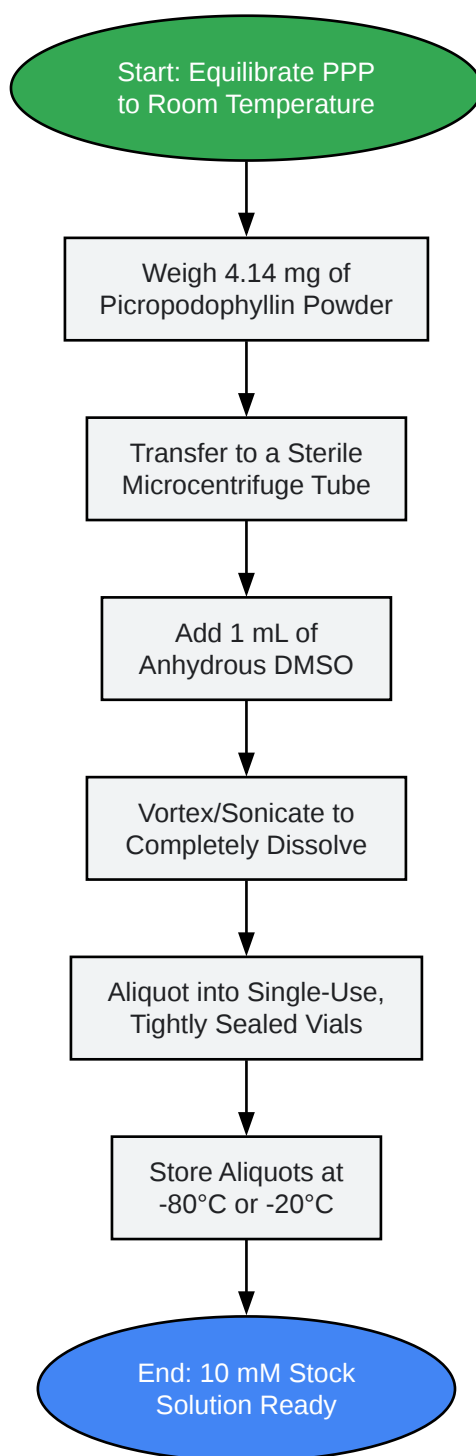 Start: Equilibrate PPP
to Room Temperature
Weigh 4.14 mg of
Picropodophyllin Powder
Transfer to a Sterile
Microcentrifuge Tube
Add 1 mL of
Anhydrous DMSO
Vortex/Sonicate to
Completely Dissolve
Aliquot into Single-Use,
Tightly Sealed Vials
Store Aliquots at
-80°C or -20°C
End: 10 mM Stock
Solution Ready